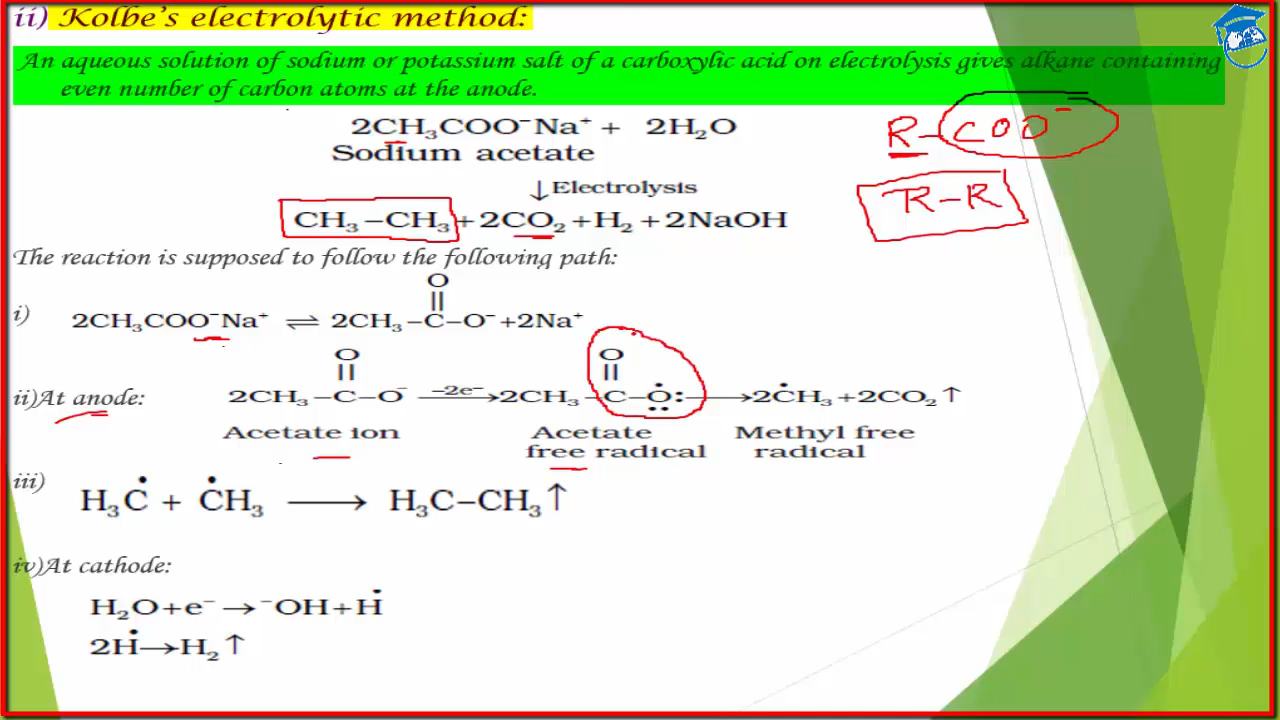 ii) Kolbe's electrolytic method:
An aqueous solution of sodium or potassium salt of a carboxylic acid on electrolysis gives alkane containing
even number of carbon atoms at the anode.
2CH₃COO⁻Na⁺ + 2H₂O
Sodium acetate
R–COO⁻
↓Electrolysis
R–R
CH₃–CH₃+2CO₂+H₂+2NaOH
The reaction is supposed to follow the following path:
O
||
i) 2CH₃COO⁻Na⁺ ⇌ 2CH₃–C–O⁻+2Na⁺
O O
|| ||
ii)At anode: 2CH₃–C–O⁻ —−2e⁻→ 2CH₃–C–Ȯ: ⟶ 2ĊH₃+2CO₂↑
Acetate ion Acetate Methyl free
free radical radical
iii) H₃Ċ + ĊH₃ ⟶ H₃C–CH₃↑
iv)At cathode:
H₂O+e⁻→⁻OH+Ḣ
2Ḣ→H₂↑